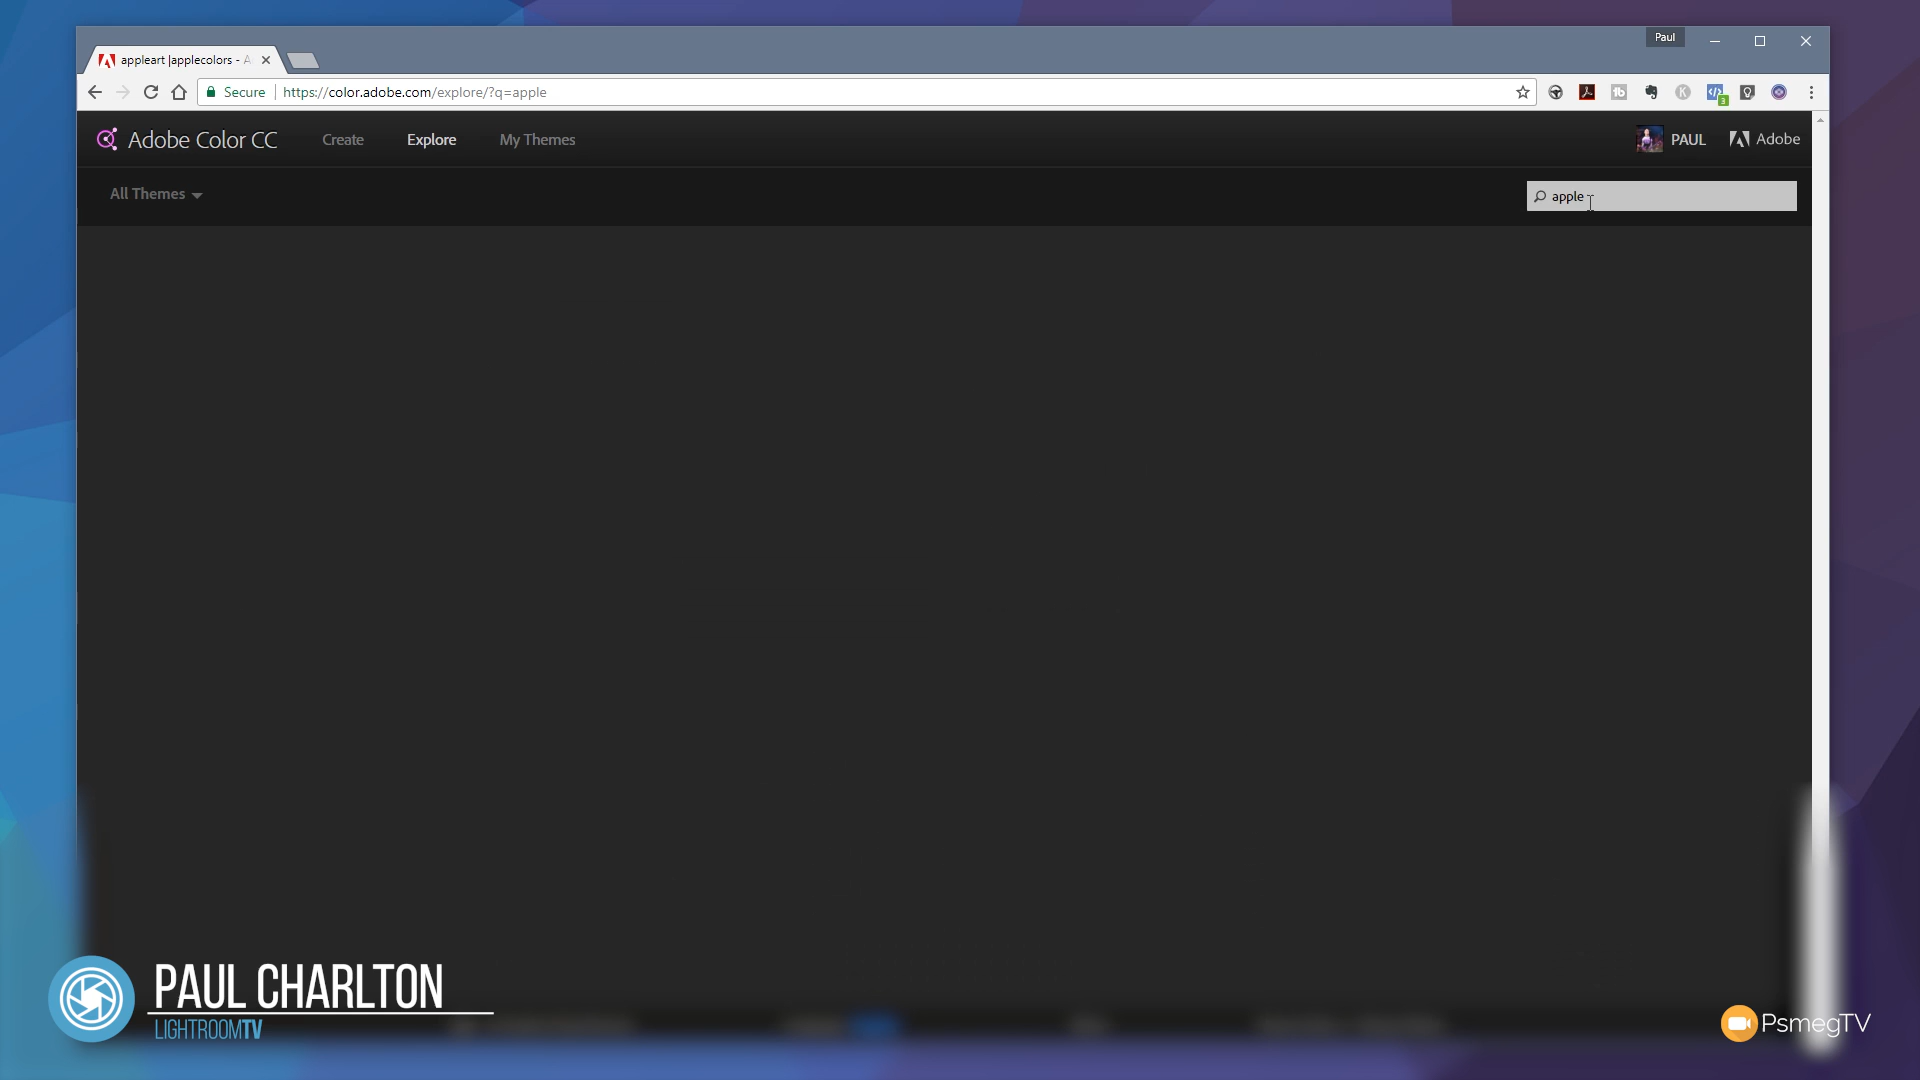 Paul
appleart |applecolors - A
Secure
https://color.adobe.com/explore/?q=apple
Adobe Color CC
Create
Explore
My Themes
PAUL
Adobe
All Themes
apple
PAUL CHARLTON
LIGHTROOMTV
PsmegTV